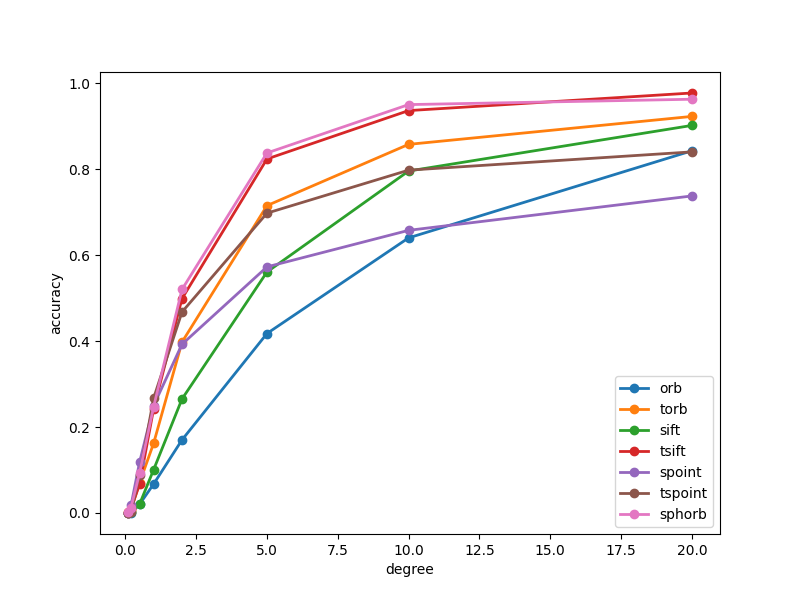 1.0
0.8
0.6
0.4
0.2
0.0
accuracy
0.0 2.5 5.0 7.5 10.0 12.5 15.0 17.5 20.0
degree
orb
torb
sift
tsift
spoint
tspoint
sphorb